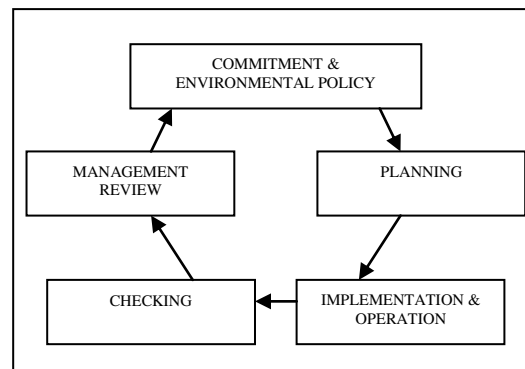 COMMITMENT &
ENVIRONMENTAL POLICY
MANAGEMENT
REVIEW
PLANNING
CHECKING
IMPLEMENTATION &
OPERATION